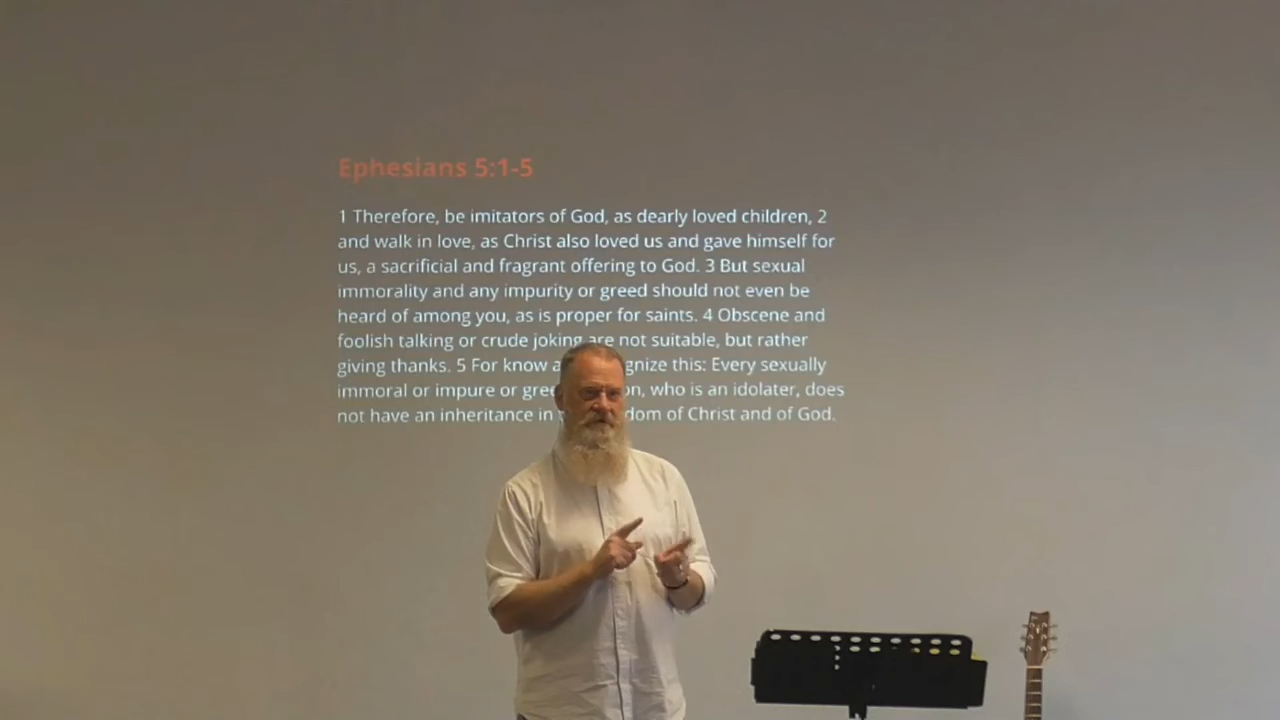 Ephesians 5:1-5
1 Therefore, be imitators of God, as dearly loved children, 2
and walk in love, as Christ also loved us and gave himself for
us, a sacrificial and fragrant offering to God. 3 But sexual
immorality and any impurity or greed should not even be
heard of among you, as is proper for saints. 4 Obscene and
foolish talking or crude joking are not suitable, but rather
giving thanks. 5 For know this: Every sexually
immoral or impure or who is an idolater, does
not have an inheritance in of Christ and of God.